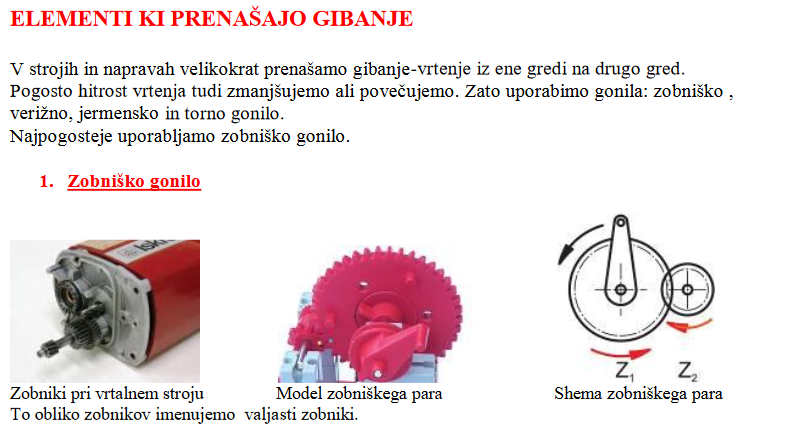 ELEMENTI KI PRENAŠAJO GIBANJE
V strojih in napravah velikokrat prenašamo gibanje-vrtenje iz ene gredi na drugo gred.
Pogosto hitrost vrtenja tudi zmanjšujemo ali povečujemo. Zato uporabimo gonila: zobniško ,
verižno, jermensko in torno gonilo.
Najpogosteje uporabljamo zobniško gonilo.
1. Zobniško gonilo
Z1 Z2
Zobniki pri vrtalnem stroju Model zobniškega para Shema zobniškega para
To obliko zobnikov imenujemo valjasti zobniki.